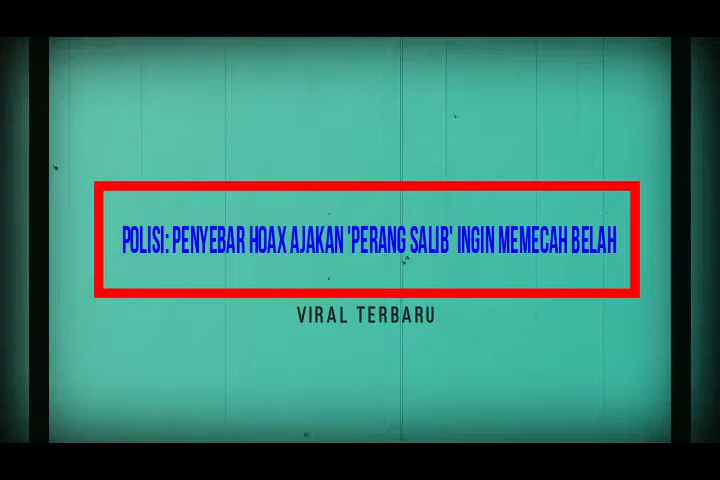 POLISI: PENYEBAR HOAX AJAKAN 'PERANG SALIB' INGIN MEMECAH BELAH
VIRAL TERBARU